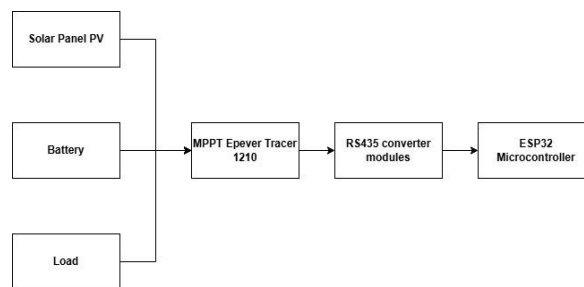 Solar Panel PV
Battery
MPPT Epever Tracer
1210
RS435 converter
modules
ESP32
Microcontroller
Load